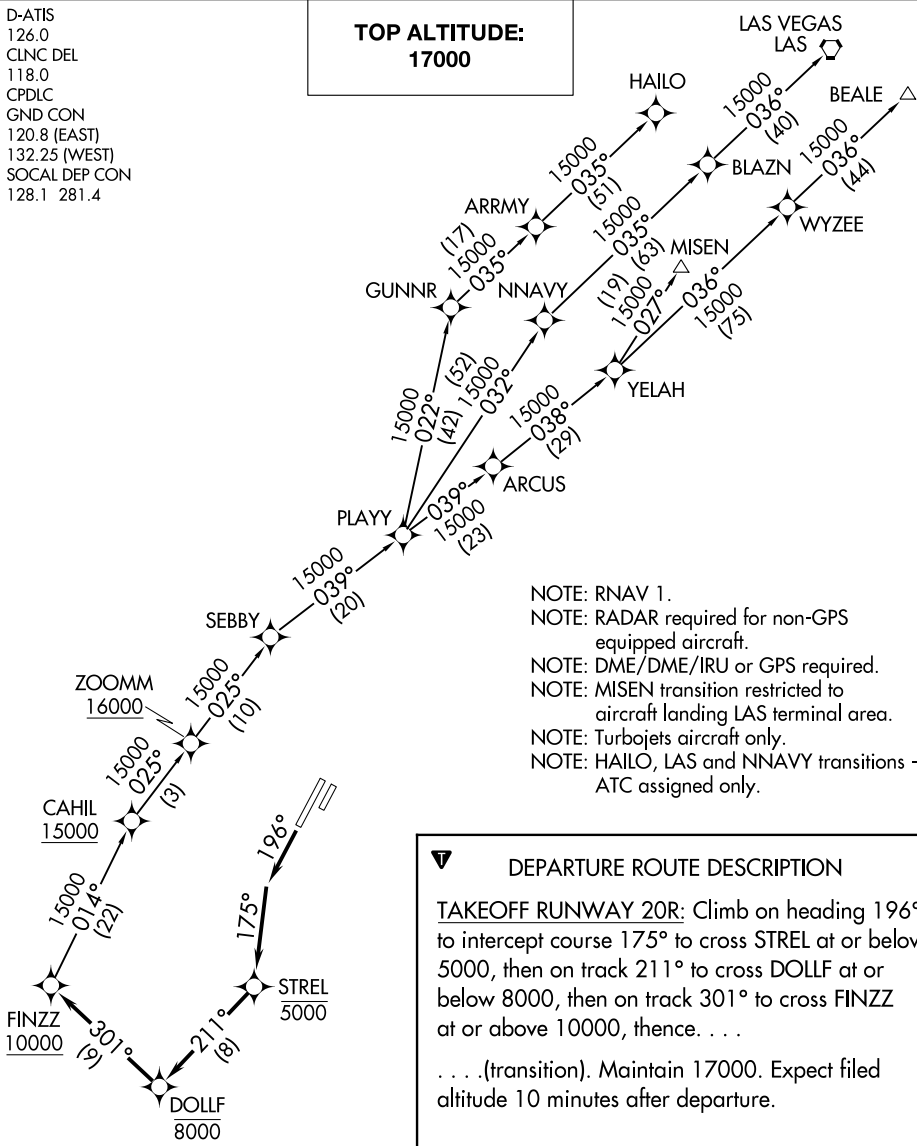 D-ATIS
126.0
CLNC DEL
118.0
CPDLC
GND CON
120.8 (EAST)
132.25 (WEST)
SOCAL DEP CON
128.1 281.4
TOP ALTITUDE:
17000
LAS VEGAS
LAS
HAILO
BEALE
15000
036°
(40)
15000
035°
(51)
BLAZN
15000
036°
(44)
ARRMY
WYZEE
(17)
15000
035°
15000
035°
(63)
MISEN
GUNNR
NNAVY
(19)
15000
027°
036°
15000
(75)
YELAH
15000
022°
(42)
(52)
15000
032°
15000
038°
(29)
ARCUS
PLAYY
039°
15000
(23)
15000
039°
(20)
SEBBY
15000
025°
(10)
ZOOMM
16000
15000
025°
(3)
CAHIL
15000
15000
014°
(22)
196°
175°
FINZZ
10000
301°
(9)
211°
(8)
STREL
5000
DOLLF
8000
NOTE: RNAV 1.
NOTE: RADAR required for non-GPS
equipped aircraft.
NOTE: DME/DME/IRU or GPS required.
NOTE: MISEN transition restricted to
aircraft landing LAS terminal area.
NOTE: Turbojets aircraft only.
NOTE: HAILO, LAS and NNAVY transitions -
ATC assigned only.
T
DEPARTURE ROUTE DESCRIPTION
TAKEOFF RUNWAY 20R: Climb on heading 196°
to intercept course 175° to cross STREL at or below
5000, then on track 211° to cross DOLLF at or
below 8000, then on track 301° to cross FINZZ
at or above 10000, thence. . . .
. . . .(transition). Maintain 17000. Expect filed
altitude 10 minutes after departure.